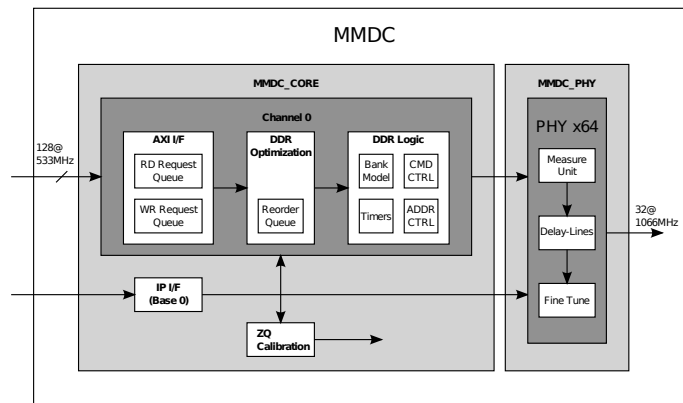 MMDC
MMDC_CORE
MMDC_PHY
Channel 0
128@
533MHz
AXI I/F
RD Request
Queue
WR Request
Queue
DDR
Optimization
Reorder
Queue
DDR Logic
Bank
Model
CMD
CTRL
Timers
ADDR
CTRL
PHY x64
Measure
Unit
Delay-Lines
Fine Tune
32@
1066MHz
IP I/F
(Base 0)
ZQ
Calibration